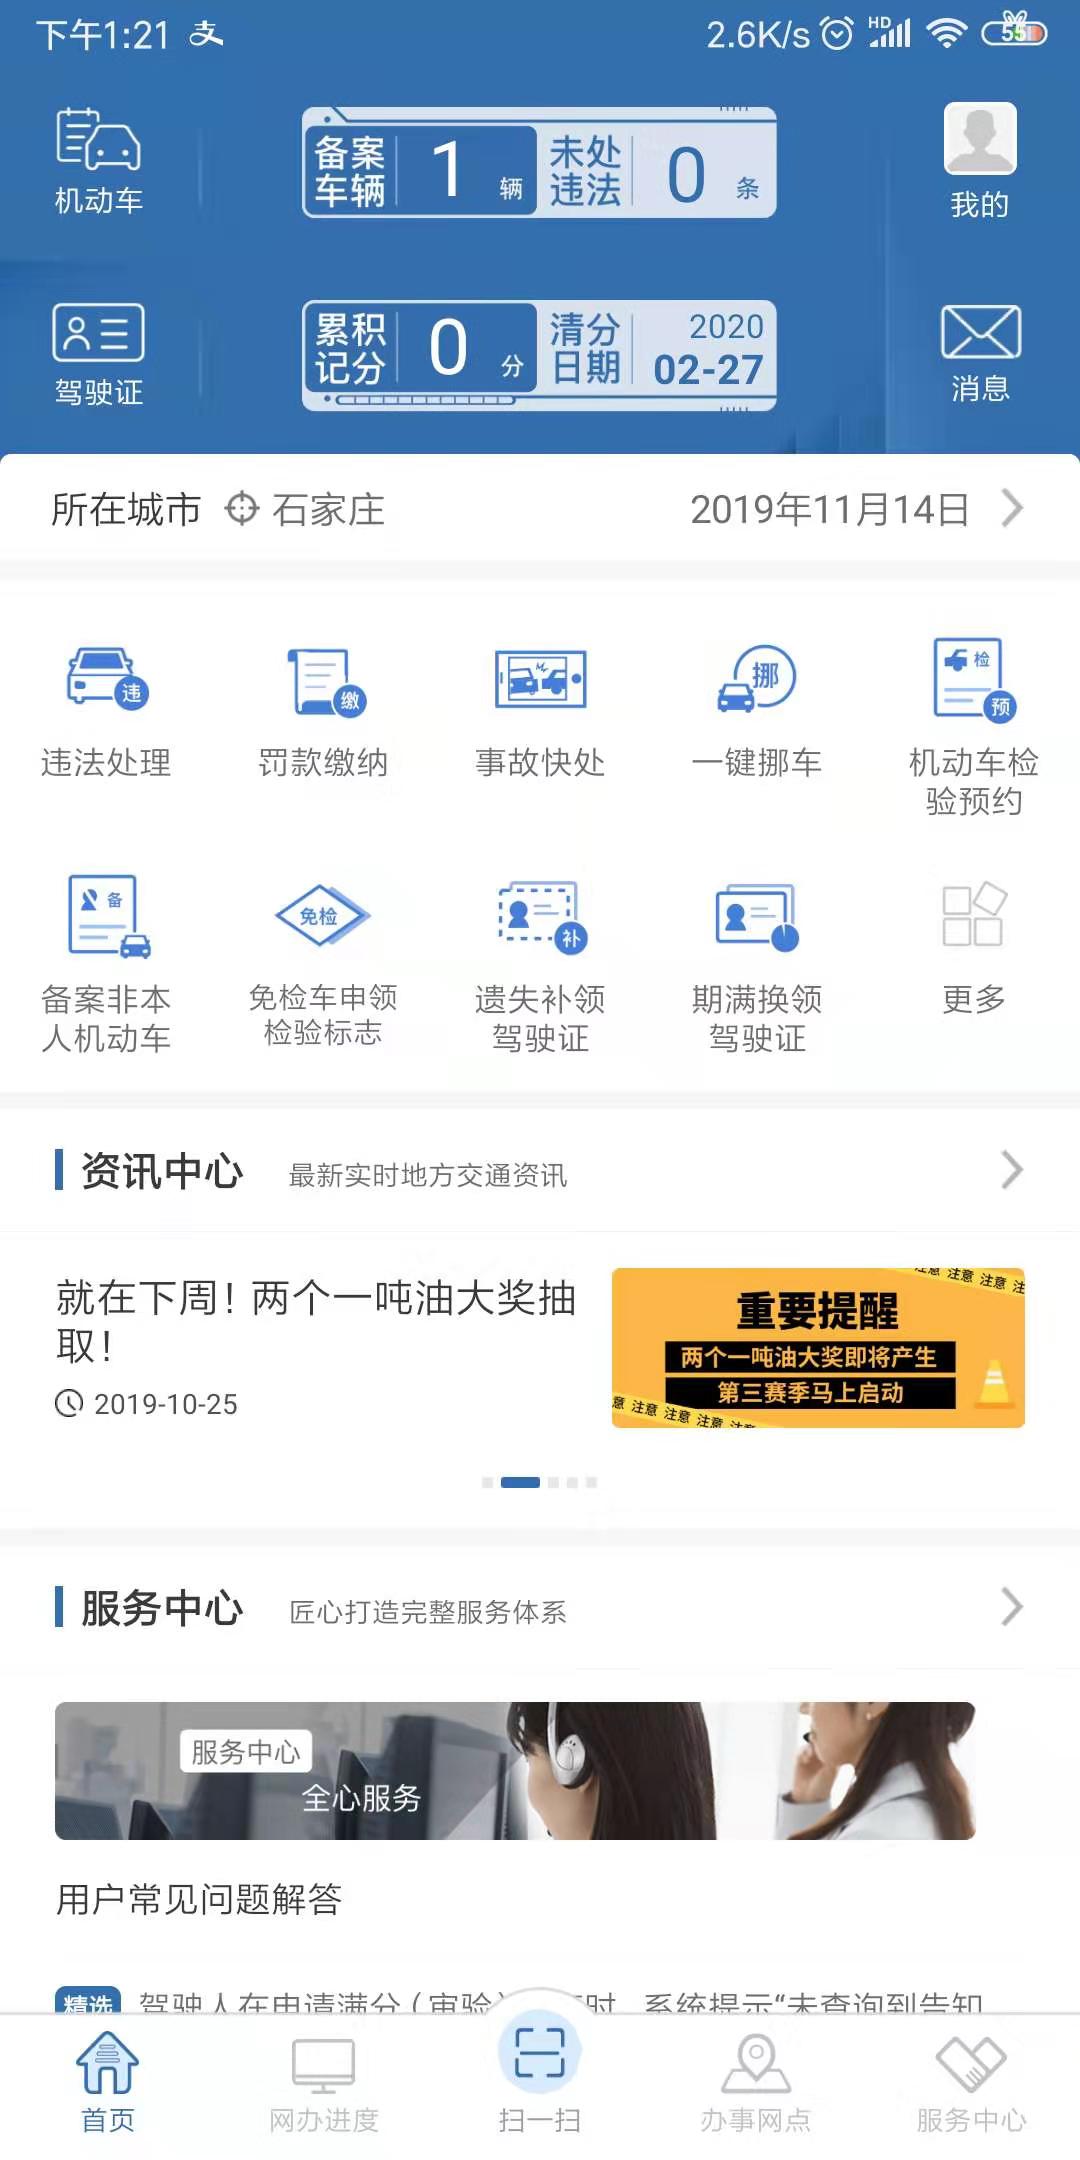 下午1:21 支 2.6K/s HD 55
机动车
备案车辆 1 辆 未处违法 0 条
我的
驾驶证
累积记分 0 分 清分日期 2020 02-27
消息
所在城市 石家庄 2019年11月14日
违 缴 挪 检 预
违法处理 罚款缴纳 事故快处 一键挪车 机动车检
验预约
备 免检 补
备案非本 免检车申领 遗失补领 期满换领 更多
人机动车 检验标志 驾驶证 驾驶证
资讯中心 最新实时地方交通资讯
就在下周！两个一吨油大奖抽
取！
2019-10-25
注意 注意 注意 注
重要提醒
两个一吨油大奖即将产生
第三赛季马上启动
意 注意 注意 注意 注意
服务中心 匠心打造完整服务体系
服务中心
全心服务
用户常见问题解答
精选 驾驶人在申请满分（审验） 时，系统提示“未查询到告知
首页 网办进度 扫一扫 办事网点 服务中心